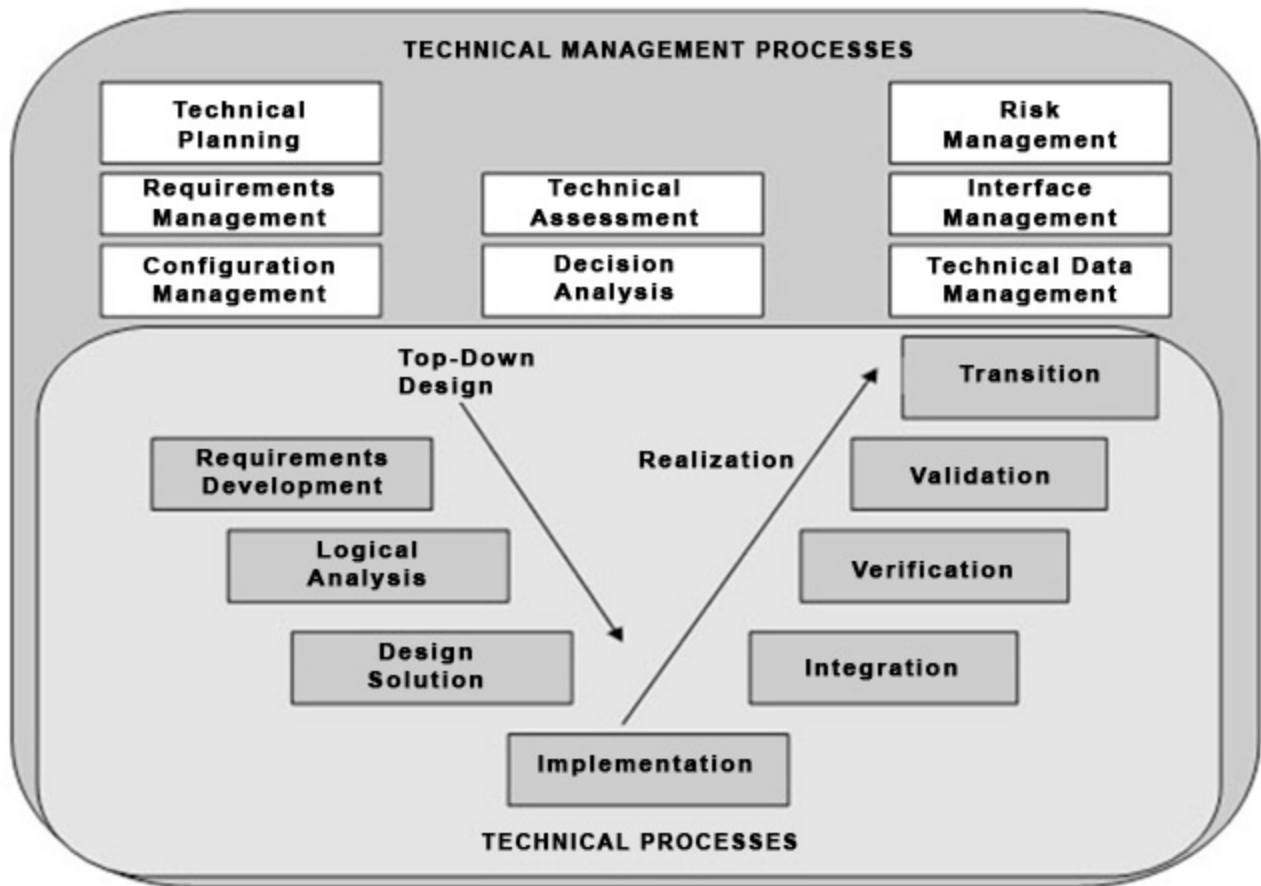 TECHNICAL MANAGEMENT PROCESSES
Technical
Planning
Risk
Management
Requirements
Management
Technical
Assessment
Interface
Management
Configuration
Management
Decision
Analysis
Technical Data
Management
Top-Down
Design
Transition
Requirements
Development
Realization
Validation
Logical
Analysis
Verification
Design
Solution
Integration
Implementation
TECHNICAL PROCESSES